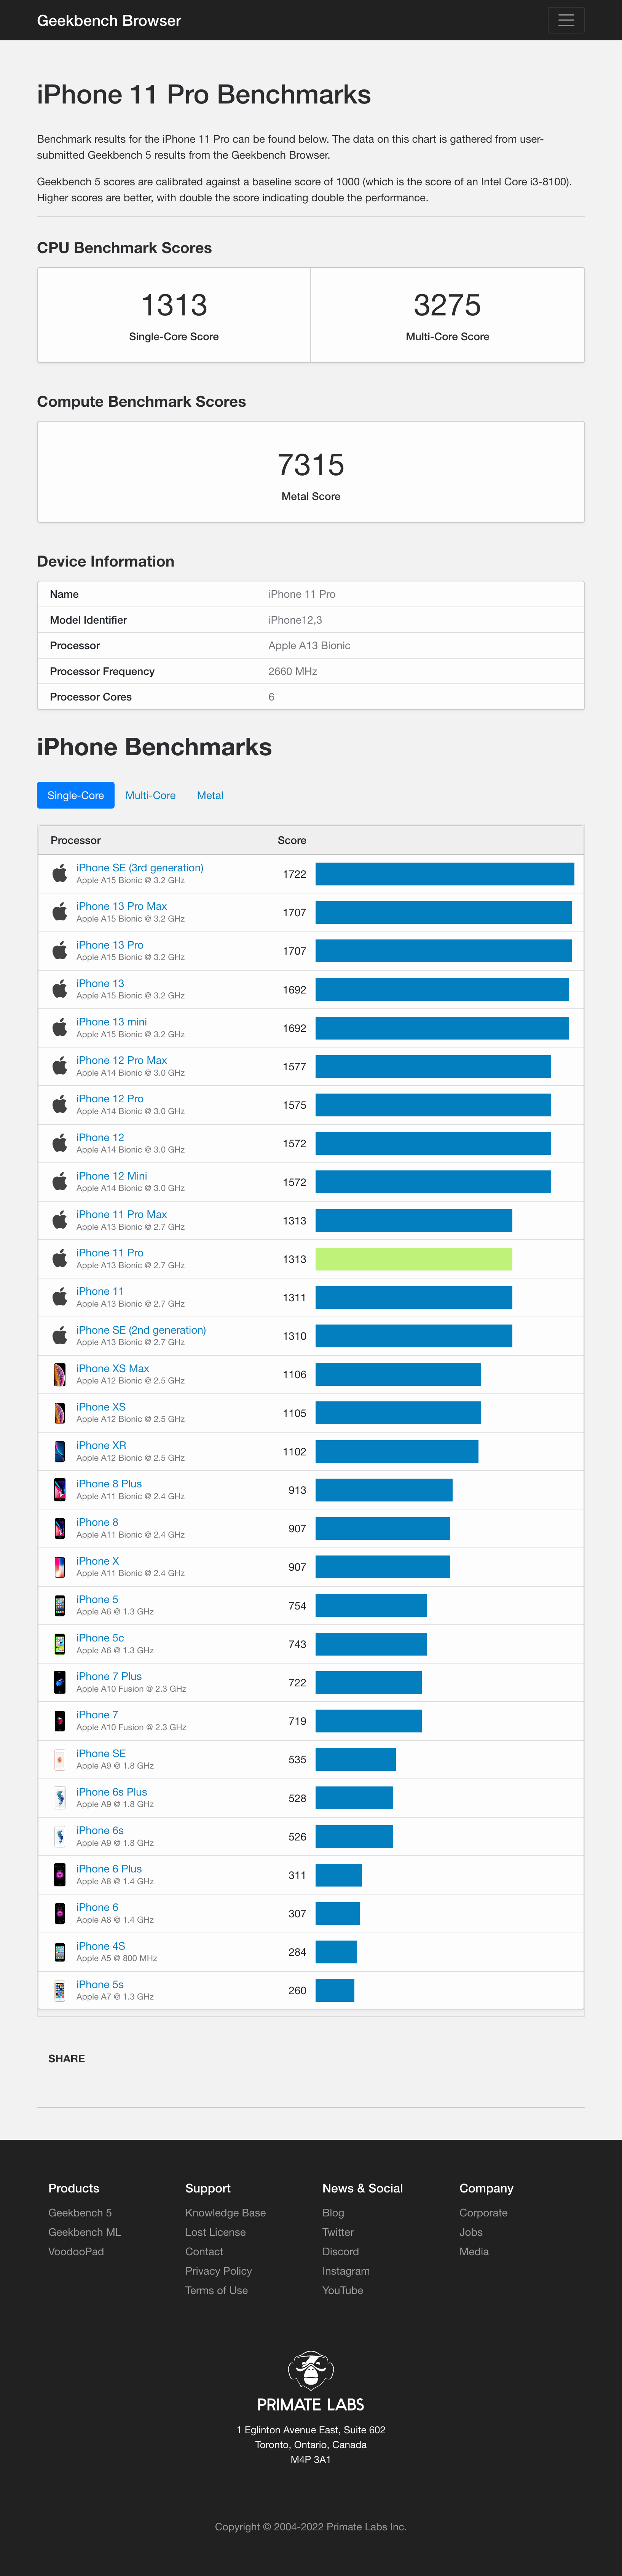 Geekbench Browser
iPhone 11 Pro Benchmarks
Benchmark results for the iPhone 11 Pro can be found below. The data on this chart is gathered from user-
submitted Geekbench 5 results from the Geekbench Browser.
Geekbench 5 scores are calibrated against a baseline score of 1000 (which is the score of an Intel Core i3-8100).
Higher scores are better, with double the score indicating double the performance.
CPU Benchmark Scores
1313 3275
Single-Core Score Multi-Core Score
Compute Benchmark Scores
7315
Metal Score
Device Information
Name iPhone 11 Pro
Model Identifier iPhone12,3
Processor Apple A13 Bionic
Processor Frequency 2660 MHz
Processor Cores 6
iPhone Benchmarks
Single-Core Multi-Core Metal
Processor Score
iPhone SE (3rd generation) 1722
Apple A15 Bionic @ 3.2 GHz
iPhone 13 Pro Max 1707
Apple A15 Bionic @ 3.2 GHz
iPhone 13 Pro 1707
Apple A15 Bionic @ 3.2 GHz
iPhone 13 1692
Apple A15 Bionic @ 3.2 GHz
iPhone 13 mini 1692
Apple A15 Bionic @ 3.2 GHz
iPhone 12 Pro Max 1577
Apple A14 Bionic @ 3.0 GHz
iPhone 12 Pro 1575
Apple A14 Bionic @ 3.0 GHz
iPhone 12 1572
Apple A14 Bionic @ 3.0 GHz
iPhone 12 Mini 1572
Apple A14 Bionic @ 3.0 GHz
iPhone 11 Pro Max 1313
Apple A13 Bionic @ 2.7 GHz
iPhone 11 Pro 1313
Apple A13 Bionic @ 2.7 GHz
iPhone 11 1311
Apple A13 Bionic @ 2.7 GHz
iPhone SE (2nd generation) 1310
Apple A13 Bionic @ 2.7 GHz
iPhone XS Max 1106
Apple A12 Bionic @ 2.5 GHz
iPhone XS 1105
Apple A12 Bionic @ 2.5 GHz
iPhone XR 1102
Apple A12 Bionic @ 2.5 GHz
iPhone 8 Plus 913
Apple A11 Bionic @ 2.4 GHz
iPhone 8 907
Apple A11 Bionic @ 2.4 GHz
iPhone X 907
Apple A11 Bionic @ 2.4 GHz
iPhone 5 754
Apple A6 @ 1.3 GHz
iPhone 5c 743
Apple A6 @ 1.3 GHz
iPhone 7 Plus 722
Apple A10 Fusion @ 2.3 GHz
iPhone 7 719
Apple A10 Fusion @ 2.3 GHz
iPhone SE 535
Apple A9 @ 1.8 GHz
iPhone 6s Plus 528
Apple A9 @ 1.8 GHz
iPhone 6s 526
Apple A9 @ 1.8 GHz
iPhone 6 Plus 311
Apple A8 @ 1.4 GHz
iPhone 6 307
Apple A8 @ 1.4 GHz
iPhone 4S 284
Apple A5 @ 800 MHz
iPhone 5s 260
Apple A7 @ 1.3 GHz
SHARE
Products Support News & Social Company
Geekbench 5 Knowledge Base Blog Corporate
Geekbench ML Lost License Twitter Jobs
VoodooPad Contact Discord Media
Privacy Policy Instagram
Terms of Use YouTube
PRIMATE LABS
1 Eglinton Avenue East, Suite 602
Toronto, Ontario, Canada
M4P 3A1
Copyright © 2004-2022 Primate Labs Inc.